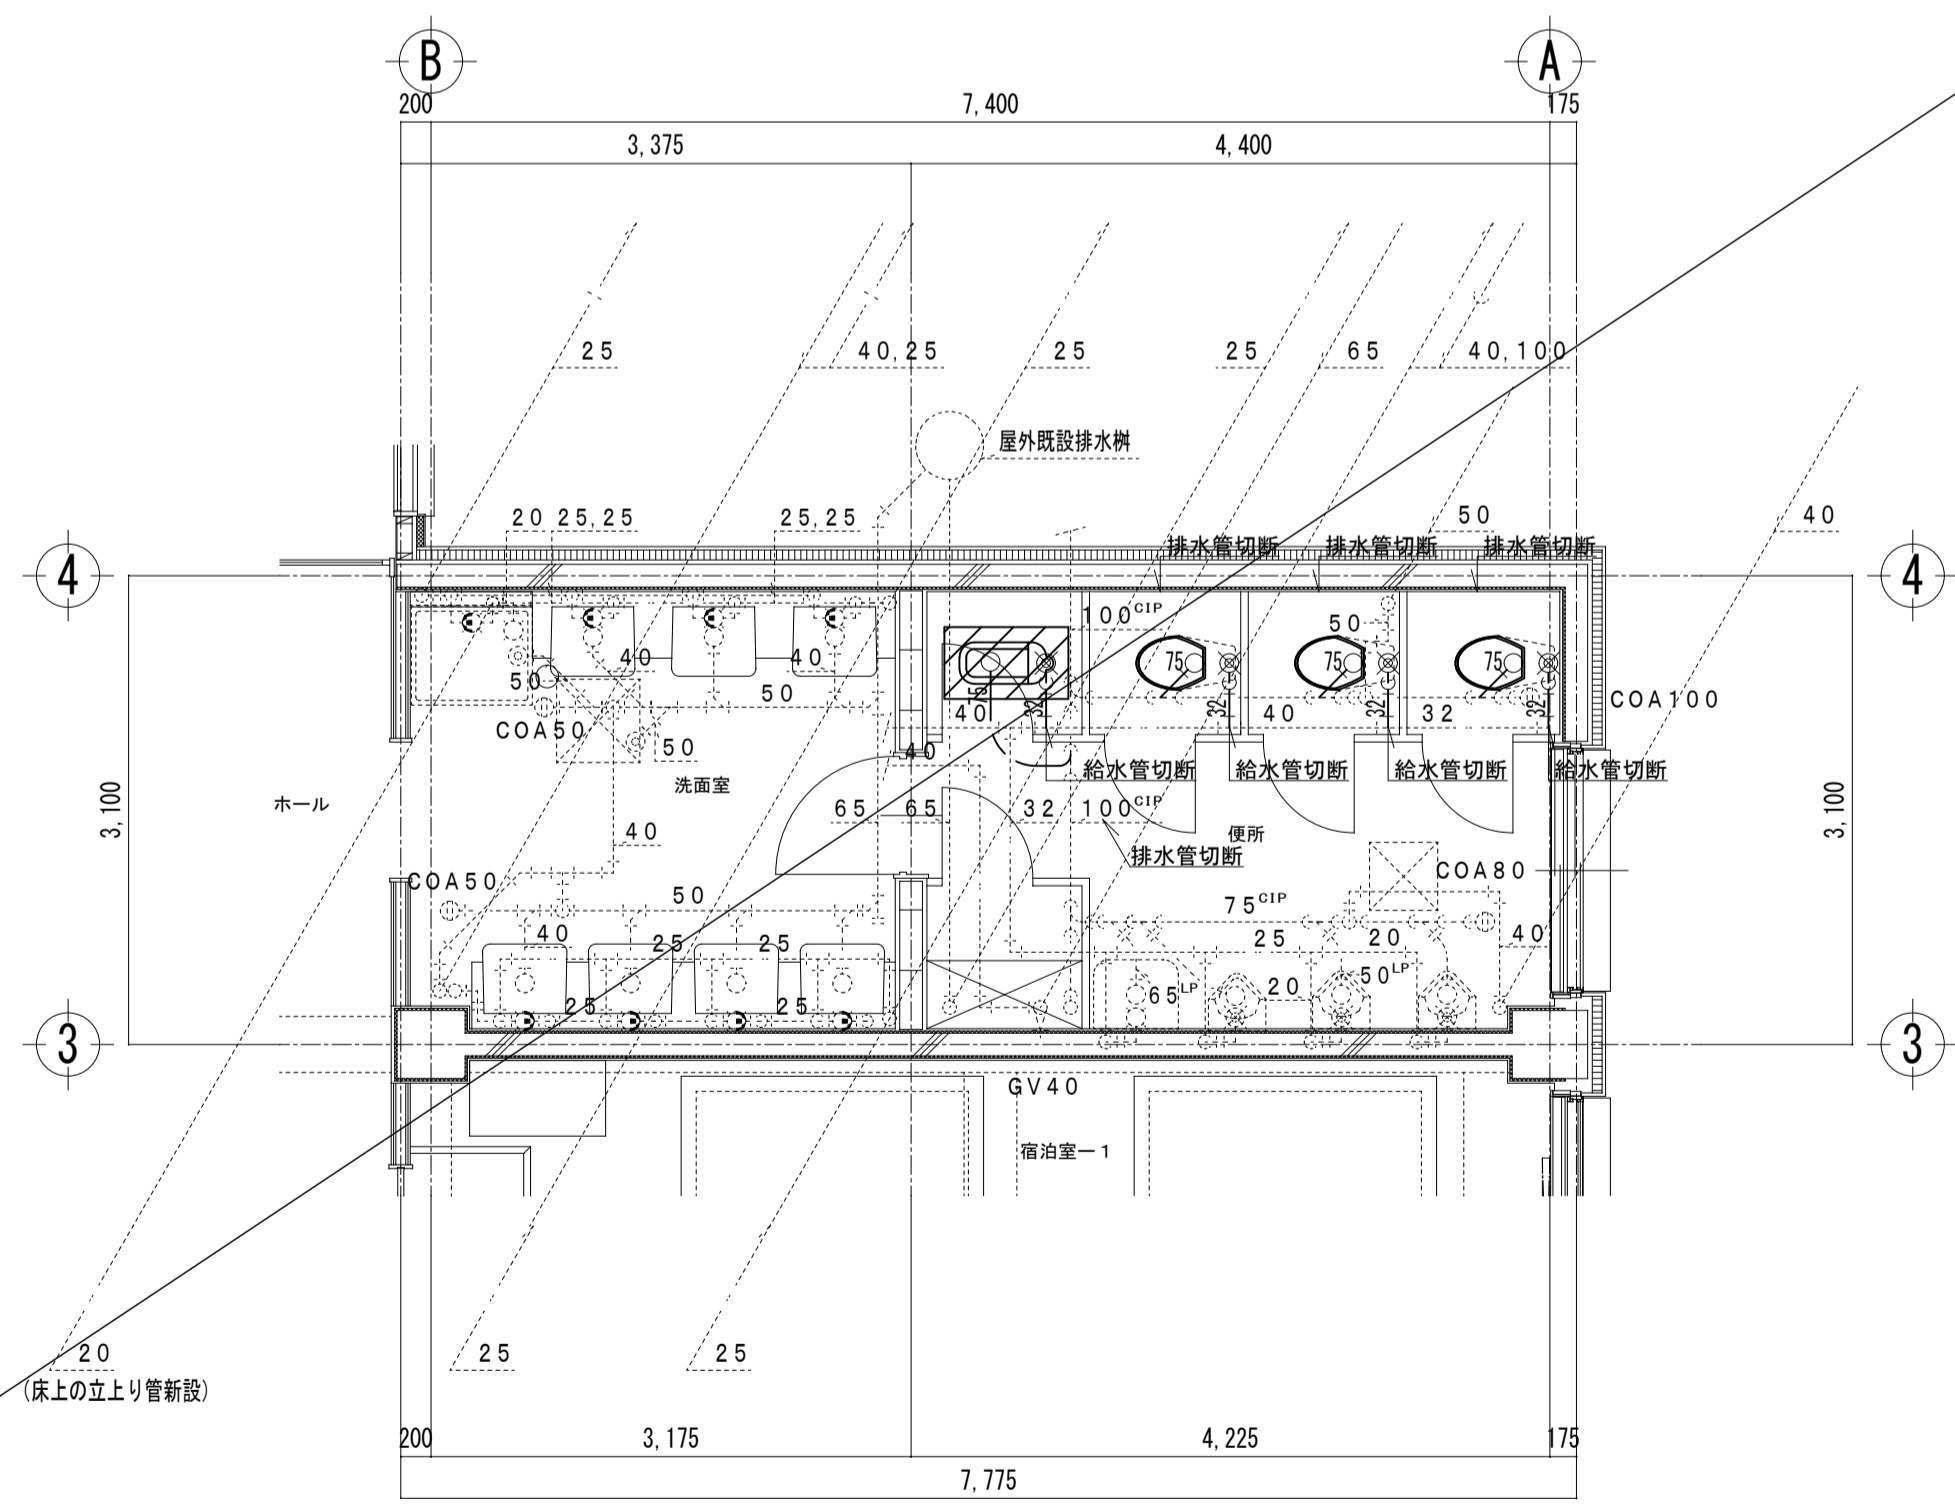 B A
200 7,400 175
3,375 4,400
25 40,25 25 25 65 40,100
屋外既設排水桝
20 25,25 25,25 50 40
排水管切断 排水管切断 排水管切断
4 4
100CIP
50
40 40 75 75 75
50 50 75
40 32 32 40 32 32 32 COA100
COA50
50 40
給水管切断 給水管切断 給水管切断 給水管切断
洗面室
ホール
3,100 3,100
65 65 32 100CIP
40 便所
排水管切断
COA50 COA80
50 75CIP
40 25 25 25 20 40
65LP 20 50LP
25 25
3 3
GV40
宿泊室ー1
20 25 25
(床上の立上り管新設)
200 3,175 4,225 175
7,775